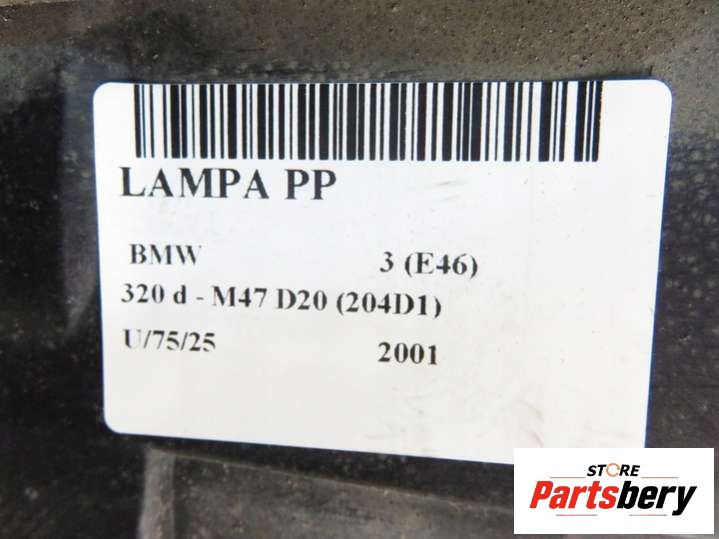 LAMPA PP
BMW 3 (E46)
320 d - M47 D20 (204D1)
U/75/25 2001
STORE
Partsbery